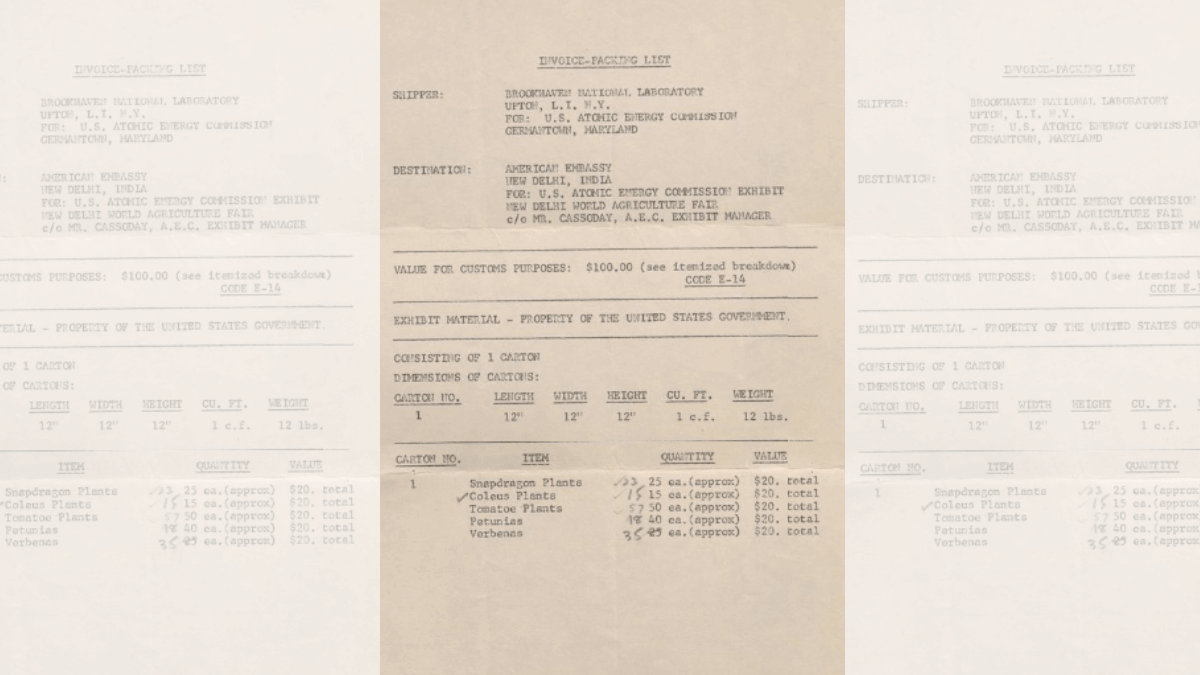 INVOICE-PACKING LIST
SHIPPER: BROOKHAVEN NATIONAL LABORATORY
UPTON, L.I. N.Y.
FOR: U.S. ATOMIC ENERGY COMMISSION
GERMANTOWN, MARYLAND
DESTINATION: AMERICAN EMBASSY
NEW DELHI, INDIA
FOR: U.S. ATOMIC ENERGY COMMISSION EXHIBIT
NEW DELHI WORLD AGRICULTURE FAIR
c/o MR. CASSODAY, A.E.C. EXHIBIT MANAGER
VALUE FOR CUSTOMS PURPOSES: $100.00 (see itemized breakdown)
CODE E-14
EXHIBIT MATERIAL - PROPERTY OF THE UNITED STATES GOVERNMENT.
CONSISTING OF 1 CARTON
DIMENSIONS OF CARTONS:
CARTON NO. LENGTH WIDTH HEIGHT CU. FT. WEIGHT
1 12" 12" 12" 1 c.f. 12 lbs.
CARTON NO. ITEM QUANTITY VALUE
1 Snapdragon Plants 23 25 ea.(approx) $20. total
✓Coleus Plants 15 15 ea.(approx) $20. total
Tomatoe Plants 57 50 ea.(approx) $20. total
Petunias 40 ea.(approx) $20. total
Verbenas 35 ea.(approx) $20. total